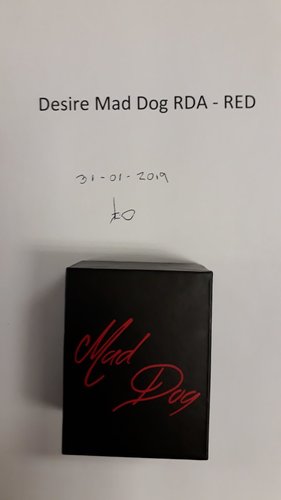 Desire Mad Dog RDA - RED
31-01-2019
Mad
Dog